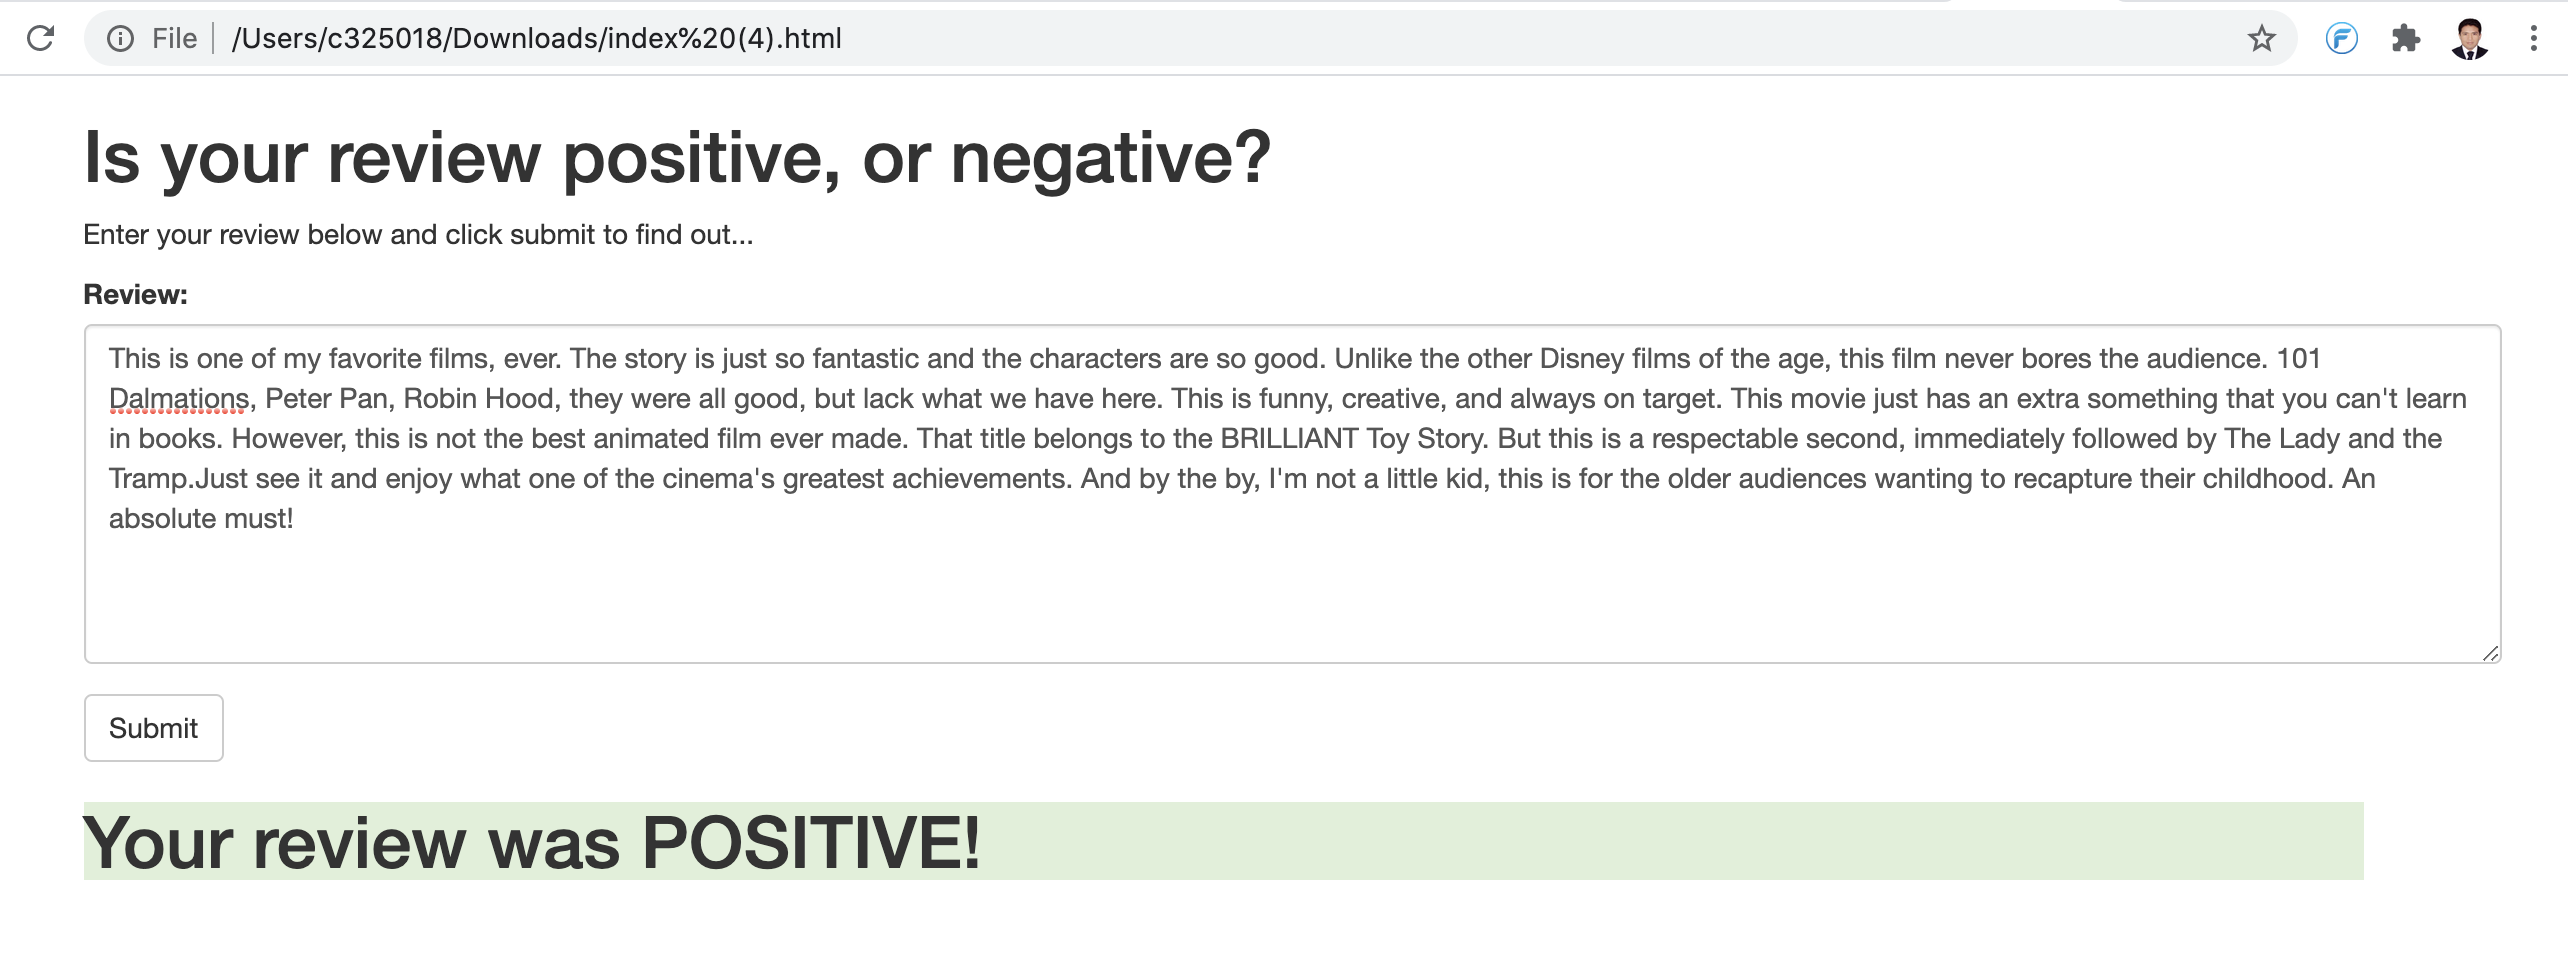 File /Users/c325018/Downloads/index%20(4).html
Is your review positive, or negative?
Enter your review below and click submit to find out...
Review:
This is one of my favorite films, ever. The story is just so fantastic and the characters are so good. Unlike the other Disney films of the age, this film never bores the audience. 101
Dalmations, Peter Pan, Robin Hood, they were all good, but lack what we have here. This is funny, creative, and always on target. This movie just has an extra something that you can't learn
in books. However, this is not the best animated film ever made. That title belongs to the BRILLIANT Toy Story. But this is a respectable second, immediately followed by The Lady and the
Tramp.Just see it and enjoy what one of the cinema's greatest achievements. And by the by, I'm not a little kid, this is for the older audiences wanting to recapture their childhood. An
absolute must!
Submit
Your review was POSITIVE!